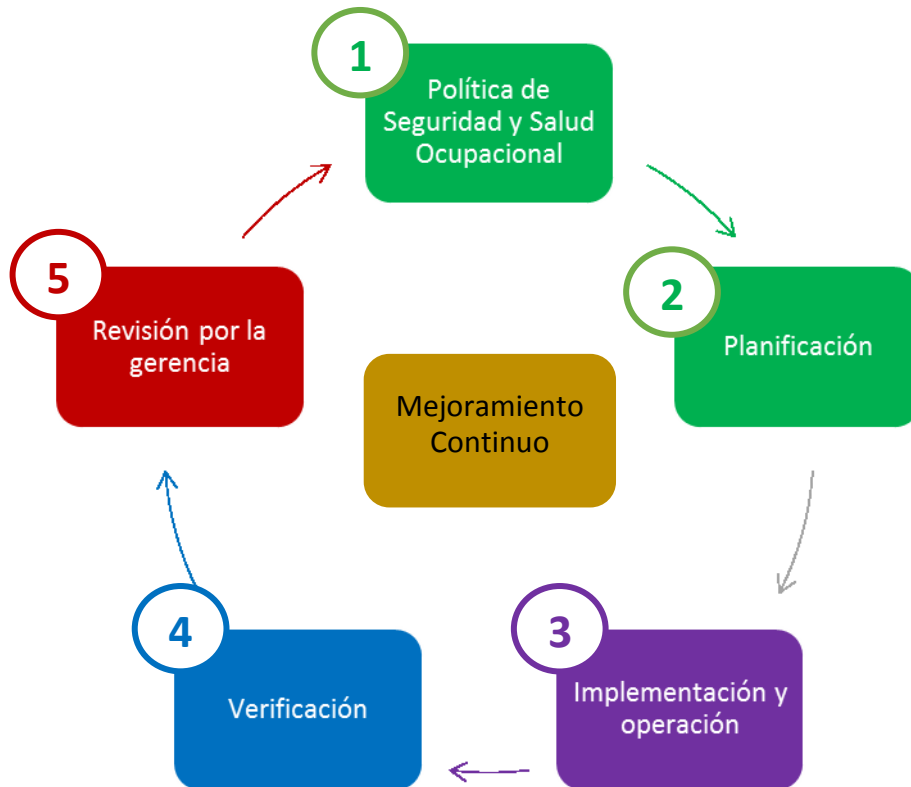 1
Política de
Seguridad y Salud
Ocupacional
2
Planificación
3
Implementación y
operación
4
Verificación
5
Revisión por la
gerencia
Mejoramiento
Continuo